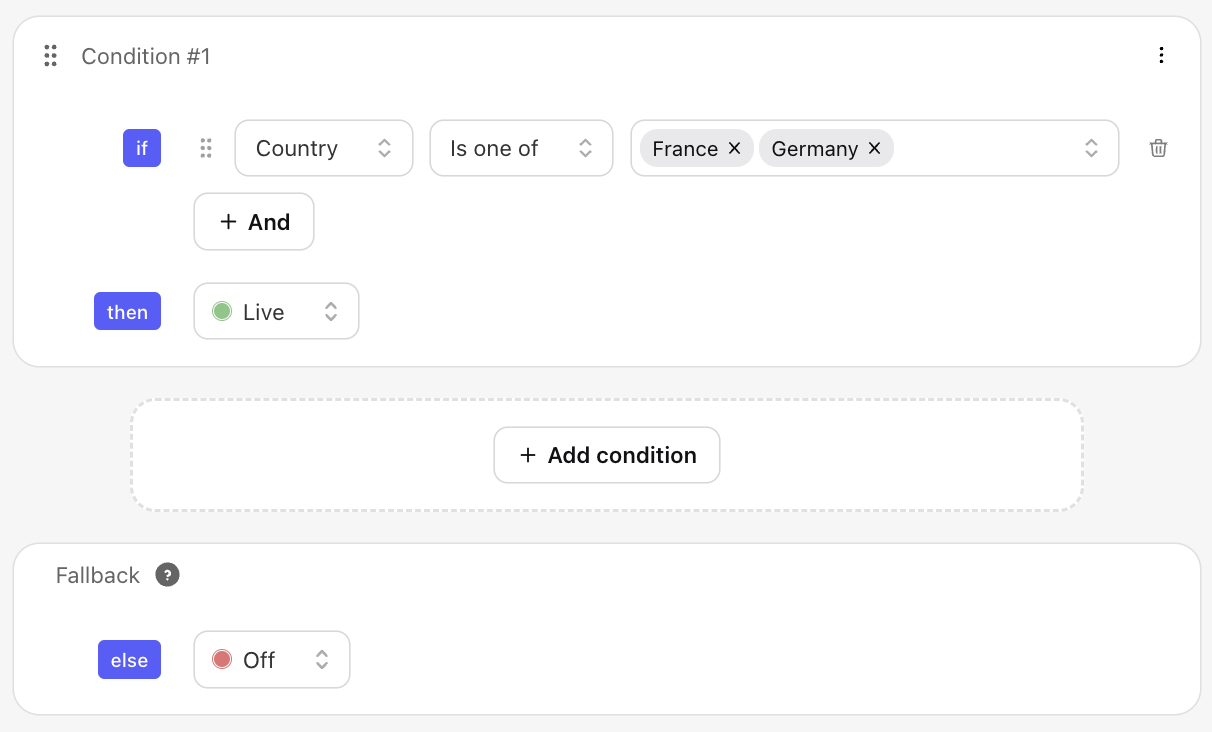 Condition #1
if Country Is one of France × Germany ×
+ And
then Live
+ Add condition
Fallback ?
else Off